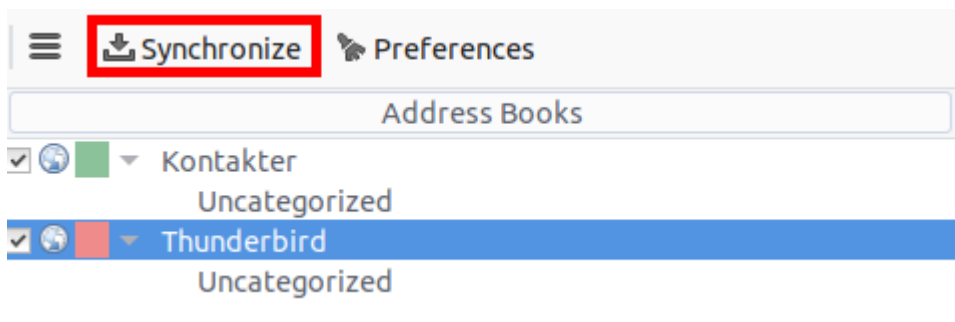 Synchronize Preferences
Address Books
Kontakter
Uncategorized
Thunderbird
Uncategorized